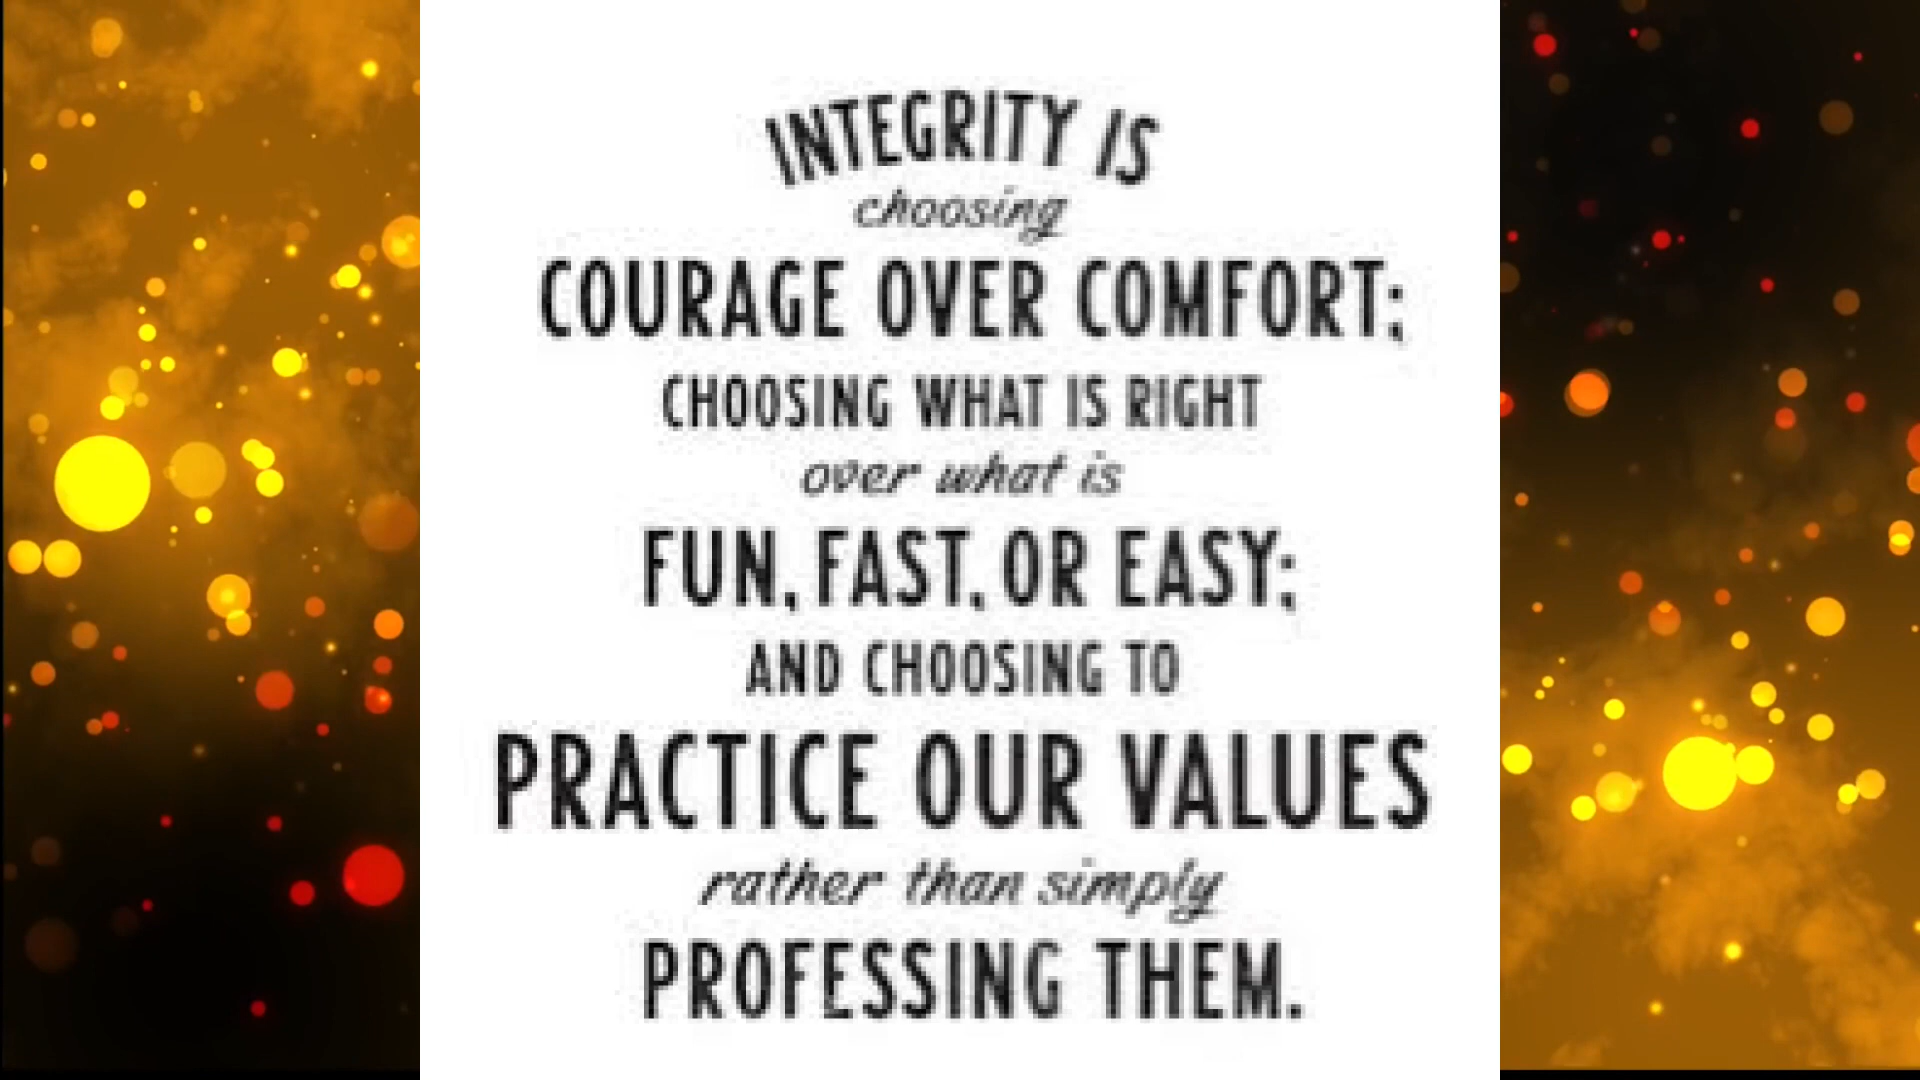 INTEGRITY IS
choosing
COURAGE OVER COMFORT;
CHOOSING WHAT IS RIGHT
over what is
FUN, FAST, OR EASY;
AND CHOOSING TO
PRACTICE OUR VALUES
rather than simply
PROFESSING THEM.